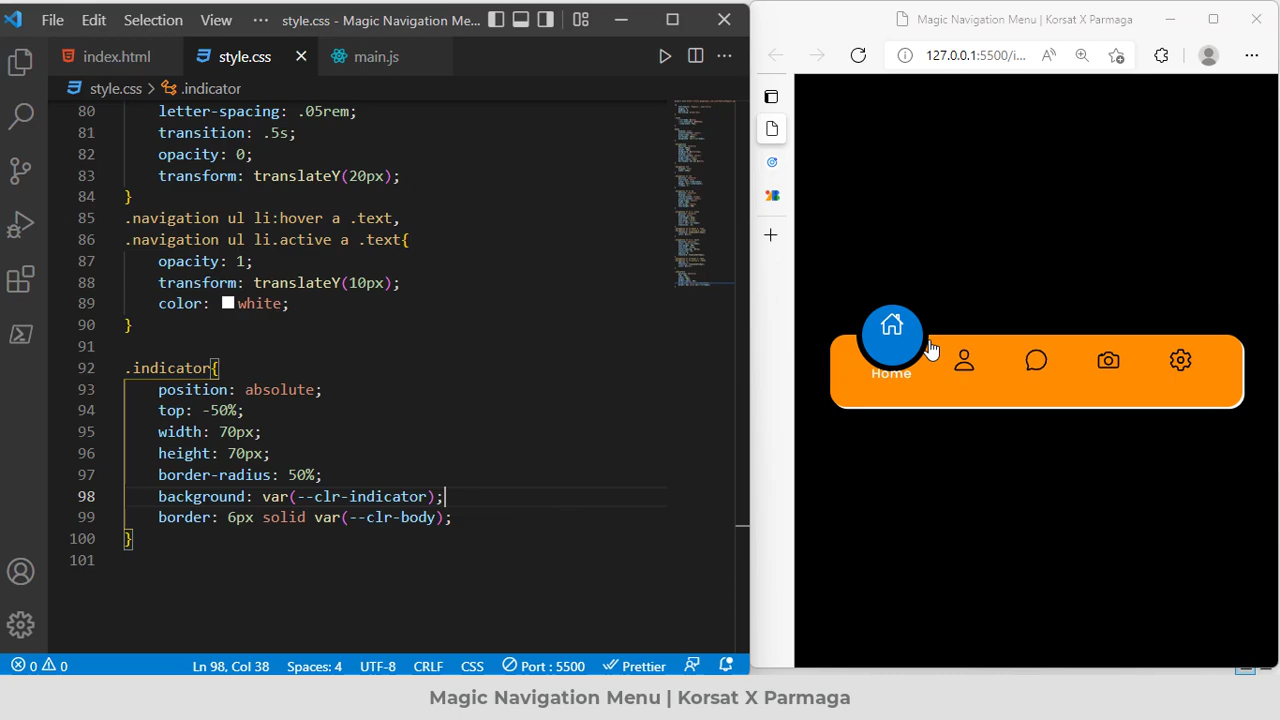 File Edit Selection View ··· style.css - Magic Navigation Me...
Magic Navigation Menu | Korsat X Parmaga
index.html style.css main.js
127.0.0.1:5500/i...
style.css > .indicator
80 letter-spacing: .05rem;
81 transition: .5s;
82 opacity: 0;
83 transform: translateY(20px);
84 }
85 .navigation ul li:hover a .text,
86 .navigation ul li.active a .text{
87 opacity: 1;
88 transform: translateY(10px);
89 color: white;
90 }
91
92 .indicator{
93 position: absolute;
94 top: -50%;
95 width: 70px;
96 height: 70px;
97 border-radius: 50%;
98 background: var(--clr-indicator);
99 border: 6px solid var(--clr-body);
100 }
101
Home
0 0 Ln 98, Col 38 Spaces: 4 UTF-8 CRLF CSS Port : 5500 Prettier
Magic Navigation Menu | Korsat X Parmaga